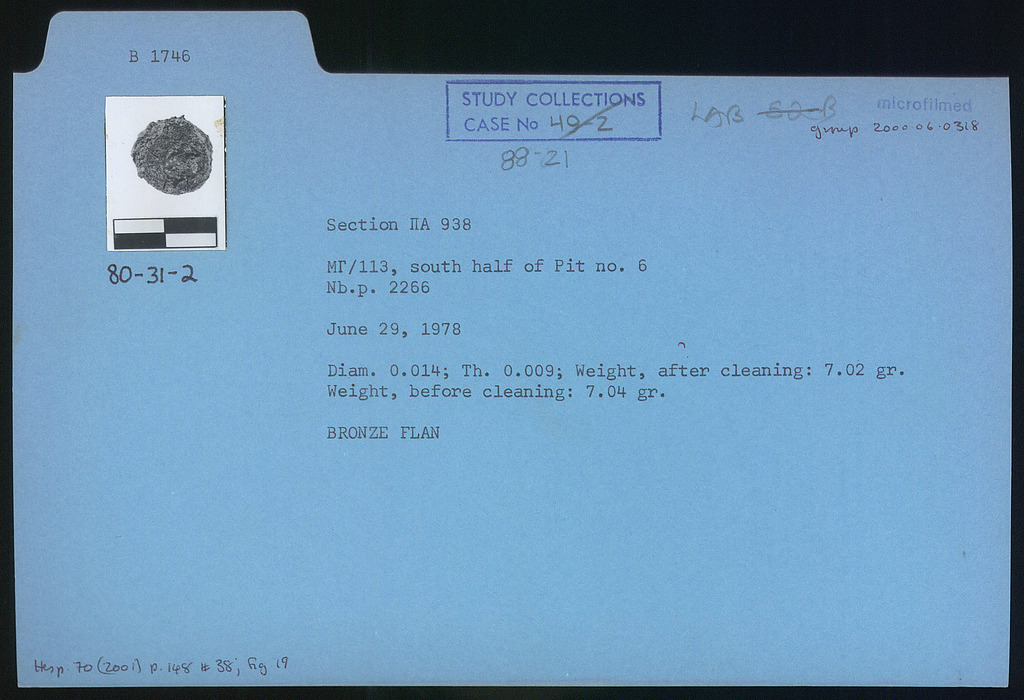 B 1746
STUDY COLLECTIONS
CASE No 49-2
88-21
LAB 62-B
microfilmed
group 2000.06.0318
80-31-2
Section ΠΑ 938
ΜΓ/113, south half of Pit no. 6
Nb.p. 2266
June 29, 1978
Diam. 0.014; Th. 0.009; Weight, after cleaning: 7.02 gr.
Weight, before cleaning: 7.04 gr.
BRONZE FLAN
Hesp. 70 (2001) p. 148 # 38; fig 19